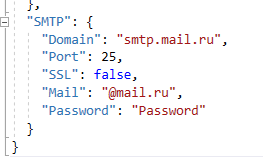 },
"SMTP": {
"Domain": "smtp.mail.ru",
"Port": 25,
"SSL": false,
"Mail": "@mail.ru",
"Password": "Password"
}
}